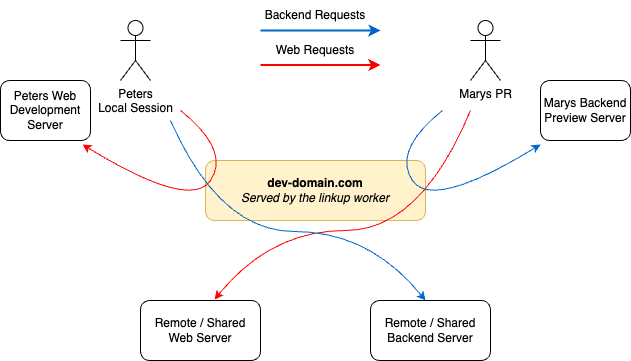 Backend Requests
Web Requests
Peters
Local Session
Marys PR
Peters Web
Development
Server
Marys Backend
Preview Server
dev-domain.com
Served by the linkup worker
Remote / Shared
Web Server
Remote / Shared
Backend Server